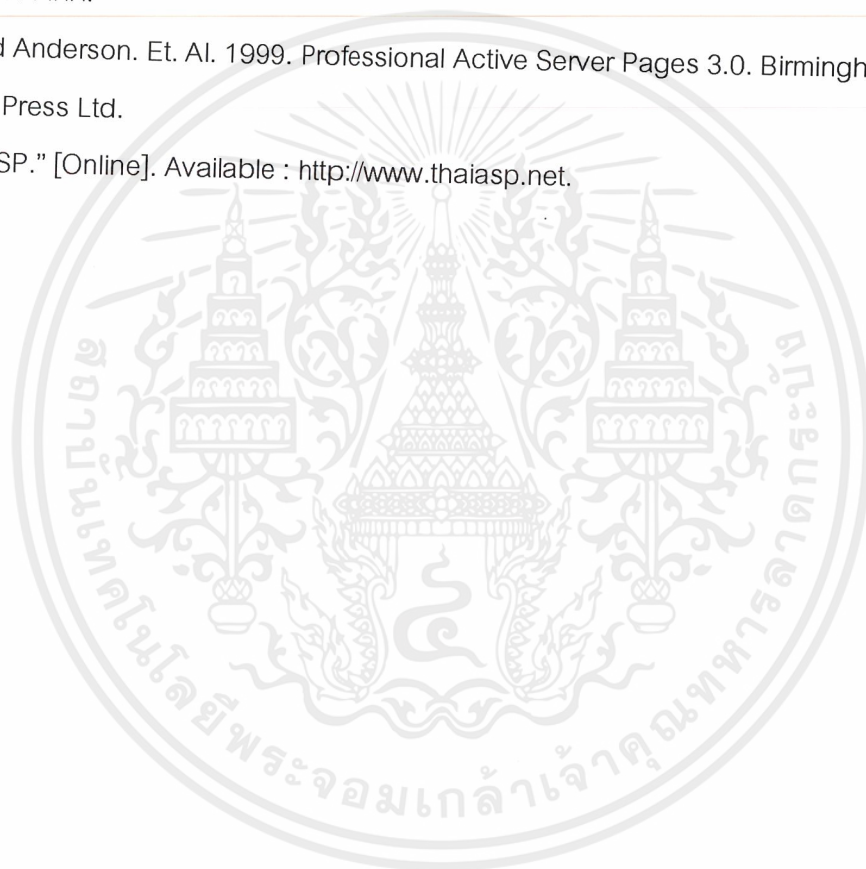 d Anderson. Et. Al. 1999. Professional Active Server Pages 3.0. Birmingh
Press Ltd.
SP." [Online]. Available : http://www.thaiasp.net.
สถาบันเทคโนโลยีพระจอมเกล้าเจ้าคุณทหารลาดกระบัง